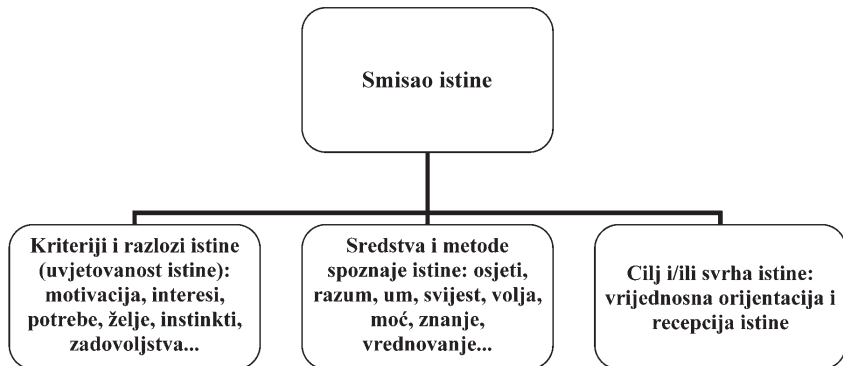 Smisao istine
Kriteriji i razlozi istine
(uvjetovanost istine):
motivacija, interesi,
potrebe, želje, instinkti,
zadovoljstva...
Sredstva i metode
spoznaje istine: osjeti,
razum, um, svijest, volja,
moć, znanje,
vrednovanje...
Cilj i/ili svrha istine:
vrijednosna orijentacija i
recepcija istine